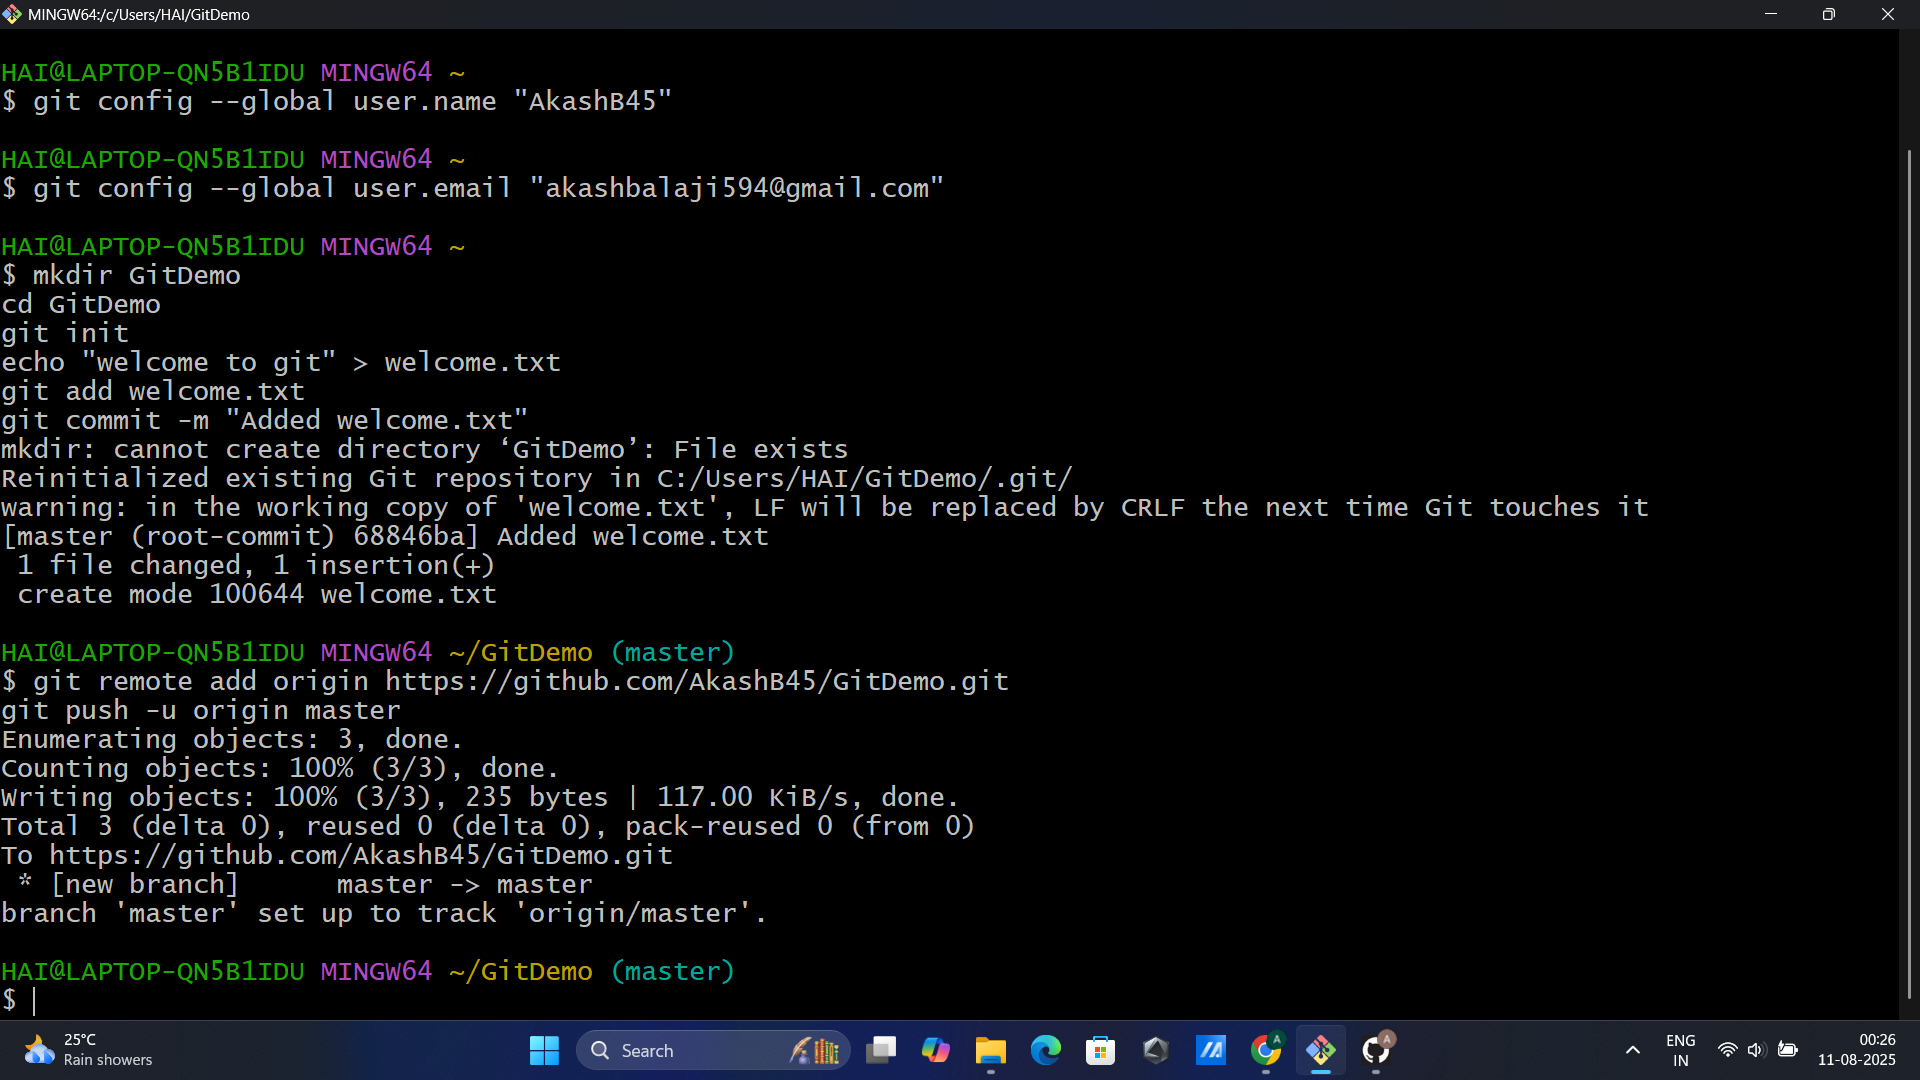 MINGW64:/c/Users/HAI/GitDemo
HAI@LAPTOP-QN5B1IDU MINGW64 ~
$ git config --global user.name "AkashB45"
HAI@LAPTOP-QN5B1IDU MINGW64 ~
$ git config --global user.email "akashbalaji594@gmail.com"
HAI@LAPTOP-QN5B1IDU MINGW64 ~
$ mkdir GitDemo
cd GitDemo
git init
echo "welcome to git" > welcome.txt
git add welcome.txt
git commit -m "Added welcome.txt"
mkdir: cannot create directory ‘GitDemo’: File exists
Reinitialized existing Git repository in C:/Users/HAI/GitDemo/.git/
warning: in the working copy of 'welcome.txt', LF will be replaced by CRLF the next time Git touches it
[master (root-commit) 68846ba] Added welcome.txt
 1 file changed, 1 insertion(+)
 create mode 100644 welcome.txt
HAI@LAPTOP-QN5B1IDU MINGW64 ~/GitDemo (master)
$ git remote add origin https://github.com/AkashB45/GitDemo.git
git push -u origin master
Enumerating objects: 3, done.
Counting objects: 100% (3/3), done.
Writing objects: 100% (3/3), 235 bytes | 117.00 KiB/s, done.
Total 3 (delta 0), reused 0 (delta 0), pack-reused 0 (from 0)
To https://github.com/AkashB45/GitDemo.git
 * [new branch]      master -> master
branch 'master' set up to track 'origin/master'.
HAI@LAPTOP-QN5B1IDU MINGW64 ~/GitDemo (master)
$
25°C
Rain showers
Search
A
A
ENG
IN
00:26
11-08-2025